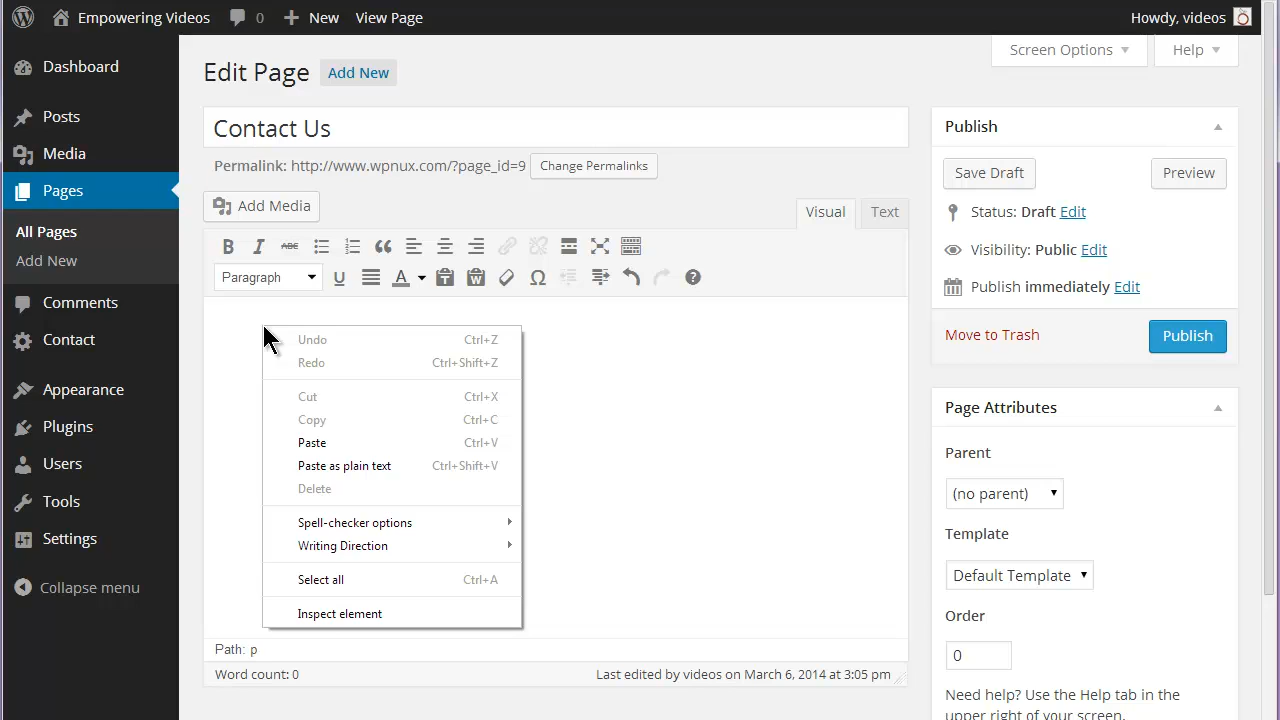 Empowering Videos 0 New View Page Howdy, videos
Screen Options Help
Dashboard
Posts
Media
Pages
All Pages
Add New
Comments
Contact
Appearance
Plugins
Users
Tools
Settings
Collapse menu
Edit Page Add New
Contact Us
Permalink: http://www.wpnux.com/?page_id=9 Change Permalinks
Add Media
Visual Text
B I ABC
Paragraph U A T W Ω ?
Undo Ctrl+Z
Redo Ctrl+Shift+Z
Cut Ctrl+X
Copy Ctrl+C
Paste Ctrl+V
Paste as plain text Ctrl+Shift+V
Delete
Spell-checker options
Writing Direction
Select all Ctrl+A
Inspect element
Path: p
Word count: 0 Last edited by videos on March 6, 2014 at 3:05 pm
Publish
Save Draft Preview
Status: Draft Edit
Visibility: Public Edit
Publish immediately Edit
Move to Trash Publish
Page Attributes
Parent
(no parent)
Template
Default Template
Order
0
Need help? Use the Help tab in the
upper right of your screen.